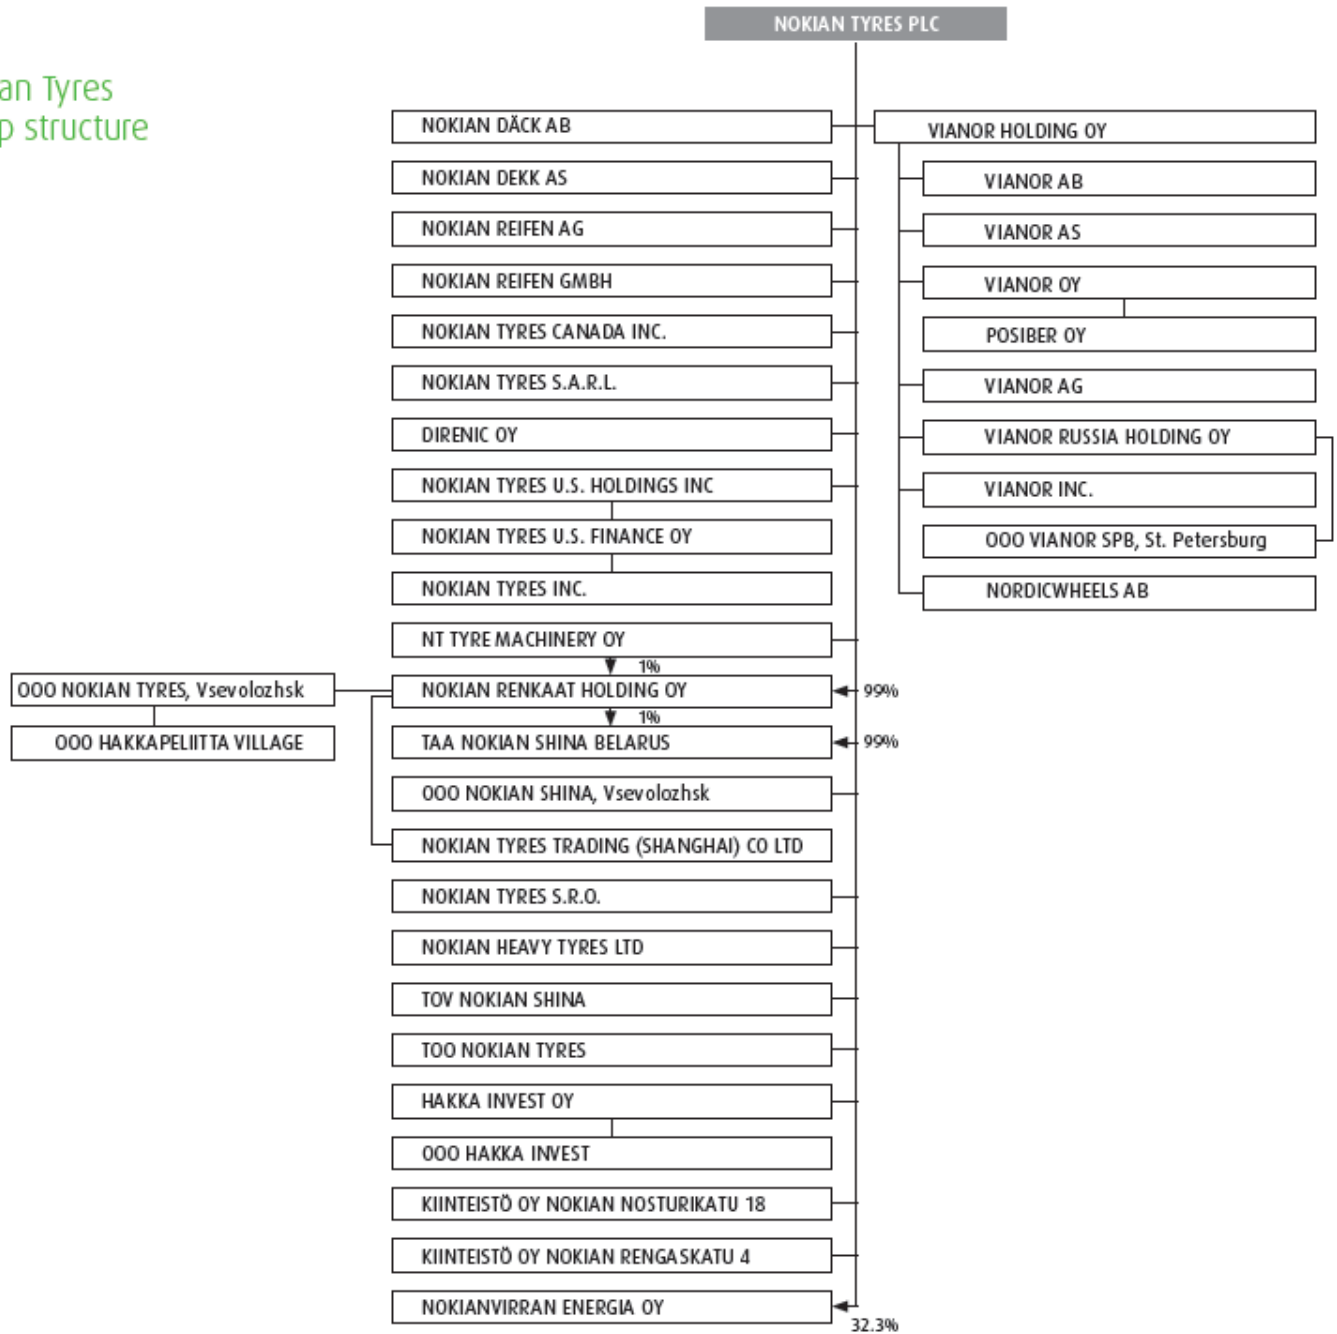 NOKIAN TYRES PLC
an Tyres
p structure
NOKIAN DÄCK AB
NOKIAN DEKK AS
NOKIAN REIFEN AG
NOKIAN REIFEN GMBH
NOKIAN TYRES CANADA INC.
NOKIAN TYRES S.A.R.L.
DIRENIC OY
NOKIAN TYRES U.S. HOLDINGS INC
NOKIAN TYRES U.S. FINANCE OY
NOKIAN TYRES INC.
NT TYRE MACHINERY OY
1%
NOKIAN RENKAAT HOLDING OY
99%
1%
TAA NOKIAN SHINA BELARUS
99%
OOO NOKIAN SHINA, Vsevolozhsk
NOKIAN TYRES TRADING (SHANGHAI) CO LTD
NOKIAN TYRES S.R.O.
NOKIAN HEAVY TYRES LTD
TOV NOKIAN SHINA
TOO NOKIAN TYRES
HAKKA INVEST OY
OOO HAKKA INVEST
KIINTEISTÖ OY NOKIAN NOSTURIKATU 18
KIINTEISTÖ OY NOKIAN RENGASKATU 4
NOKIANVIRRAN ENERGIA OY
32.3%
OOO NOKIAN TYRES, Vsevolozhsk
OOO HAKKAPELIITTA VILLAGE
VIANOR HOLDING OY
VIANOR AB
VIANOR AS
VIANOR OY
POSIBER OY
VIANOR AG
VIANOR RUSSIA HOLDING OY
VIANOR INC.
OOO VIANOR SPB, St. Petersburg
NORDICWHEELS AB